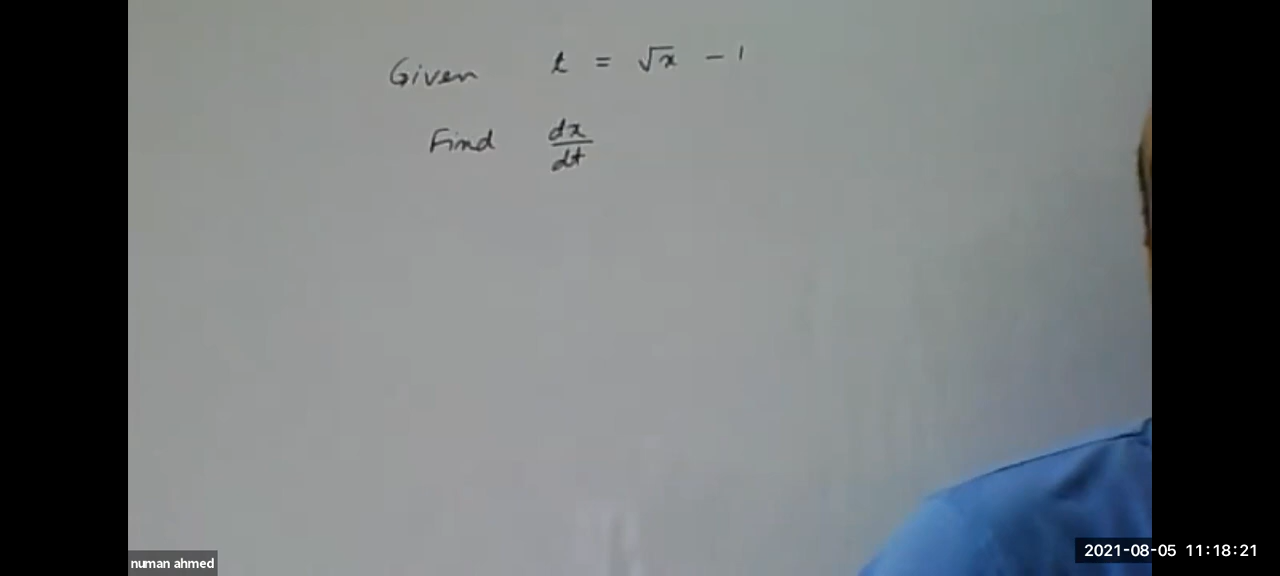 Given t = √x - 1
Find dx/dt
numan ahmed
2021-08-05 11:18:21